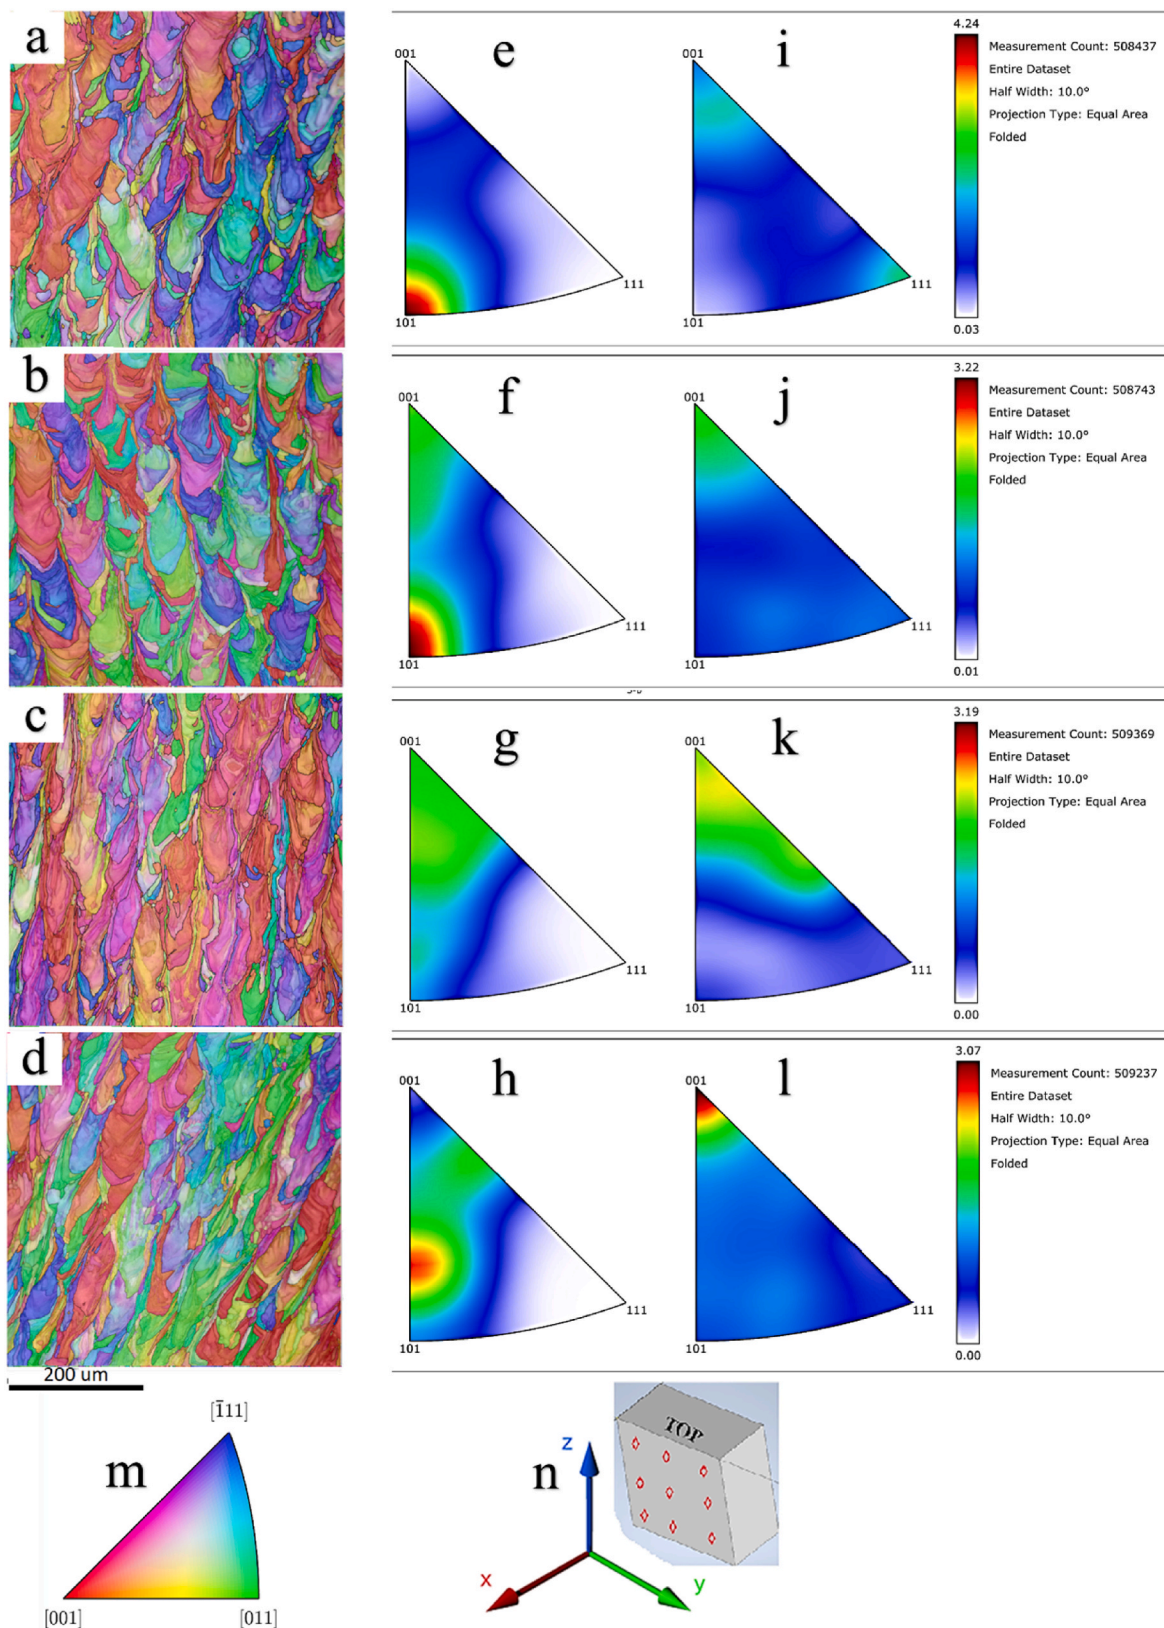 a
e
i
001
101
111
001
101
111
4.24
0.03
Measurement Count: 508437
Entire Dataset
Half Width: 10.0°
Projection Type: Equal Area
Folded
b
f
j
001
101
111
001
101
111
3.22
0.01
Measurement Count: 508743
Entire Dataset
Half Width: 10.0°
Projection Type: Equal Area
Folded
c
g
k
001
101
111
001
101
111
3.19
0.00
Measurement Count: 509369
Entire Dataset
Half Width: 10.0°
Projection Type: Equal Area
Folded
d
h
l
001
101
111
001
101
111
3.07
0.00
Measurement Count: 509237
Entire Dataset
Half Width: 10.0°
Projection Type: Equal Area
Folded
200 um
m
[1̄11]
[001]
[011]
n
z
x
y
TOP